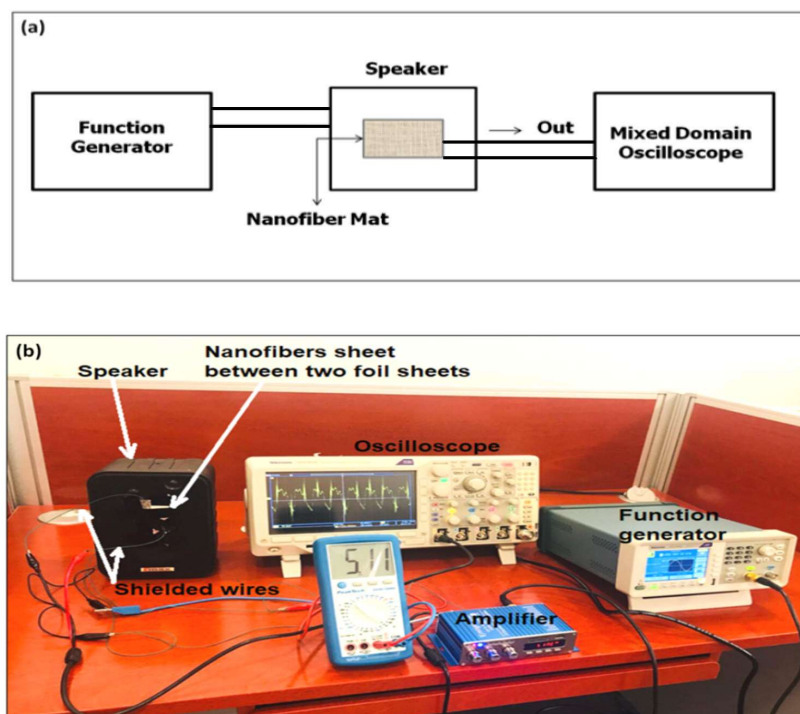 (a)
Speaker
Function
Generator
Out
Mixed Domain
Oscilloscope
Nanofiber Mat
(b)
Nanofibers sheet
between two foil sheets
Speaker
Oscilloscope
Function
generator
5.11
Shielded wires
Amplifier